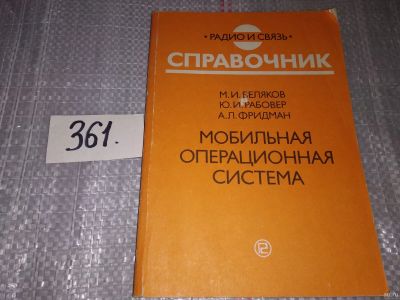 • РАДИО И СВЯЗЬ •
СПРАВОЧНИК
М.И.БЕЛЯКОВ
Ю.И.РАБОВЕР
А.Л.ФРИДМАН
МОБИЛЬНАЯ
ОПЕРАЦИОННАЯ
СИСТЕМА
361.